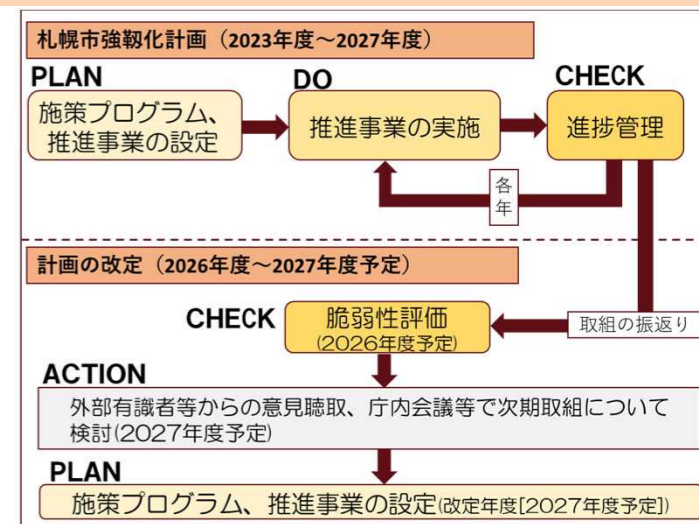 札幌市強靱化計画（2023年度～2027年度）
PLAN
施策プログラム、
推進事業の設定
DO
推進事業の実施
CHECK
進捗管理
各
年
計画の改定（2026年度～2027年度予定）
CHECK
脆弱性評価
(2026年度予定)
取組の振返り
ACTION
外部有識者等からの意見聴取、庁内会議等で次期取組について
検討(2027年度予定)
PLAN
施策プログラム、推進事業の設定(改定年度[2027年度予定])